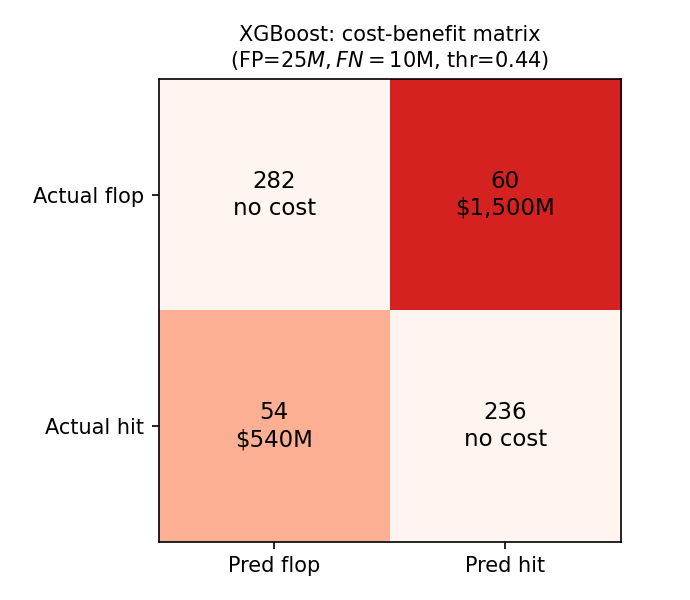 XGBoost: cost-benefit matrix
(FP=25M, FN = 10M, thr=0.44)
Actual flop
282
no cost
60
$1,500M
Actual hit
54
$540M
236
no cost
Pred flop
Pred hit